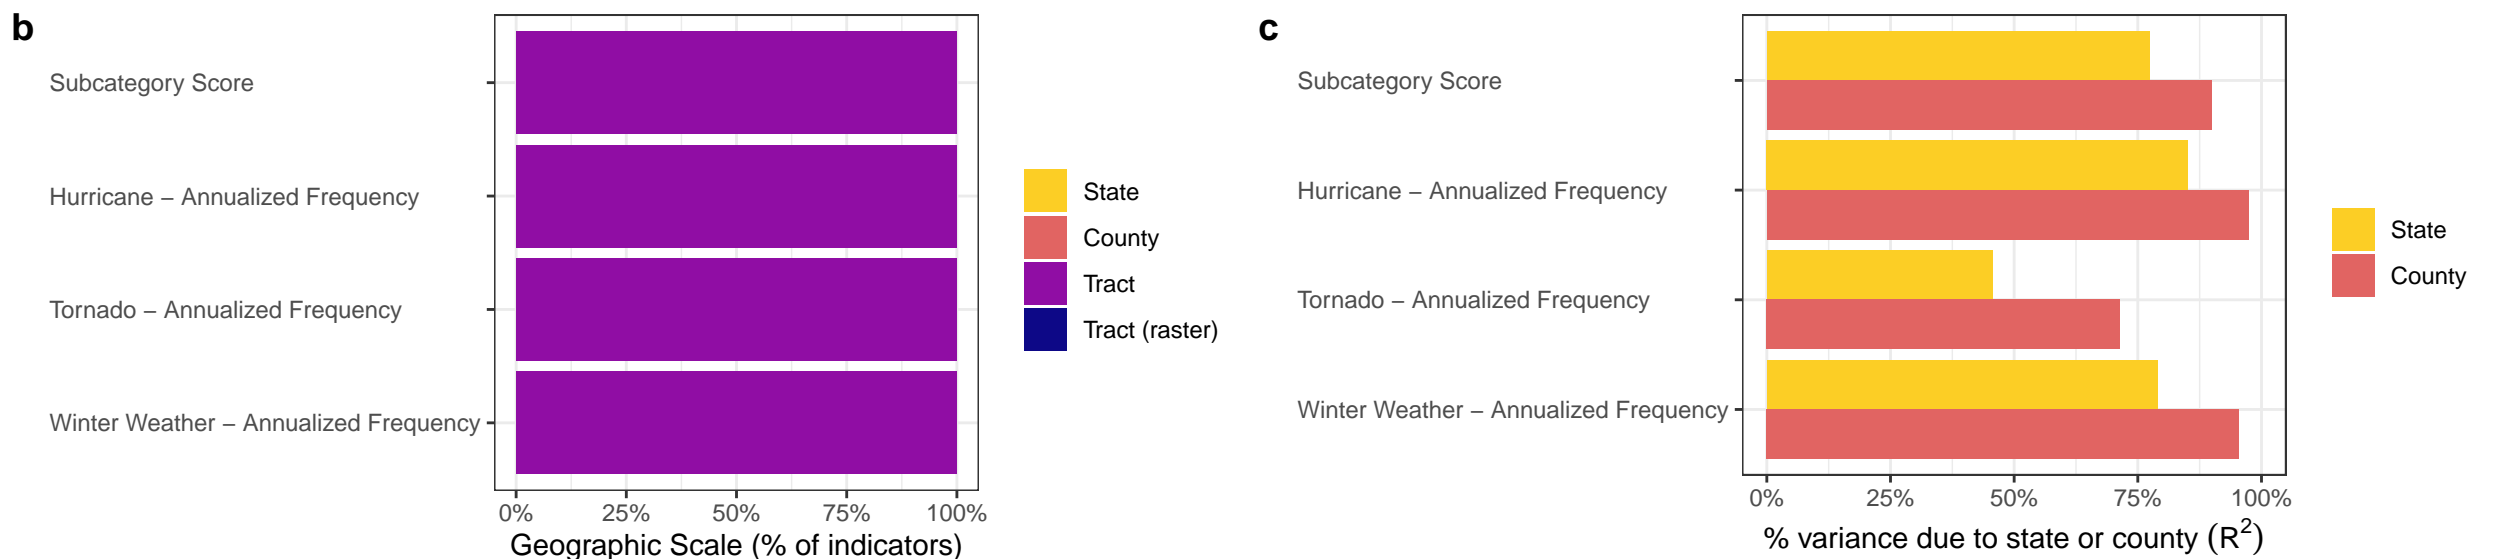 b
Subcategory Score
Hurricane – Annualized Frequency
Tornado – Annualized Frequency
Winter Weather – Annualized Frequency
0% 25% 50% 75% 100%
Geographic Scale (% of indicators)
State
County
Tract
Tract (raster)
c
Subcategory Score
Hurricane – Annualized Frequency
Tornado – Annualized Frequency
Winter Weather – Annualized Frequency
0% 25% 50% 75% 100%
% variance due to state or county (R²)
State
County